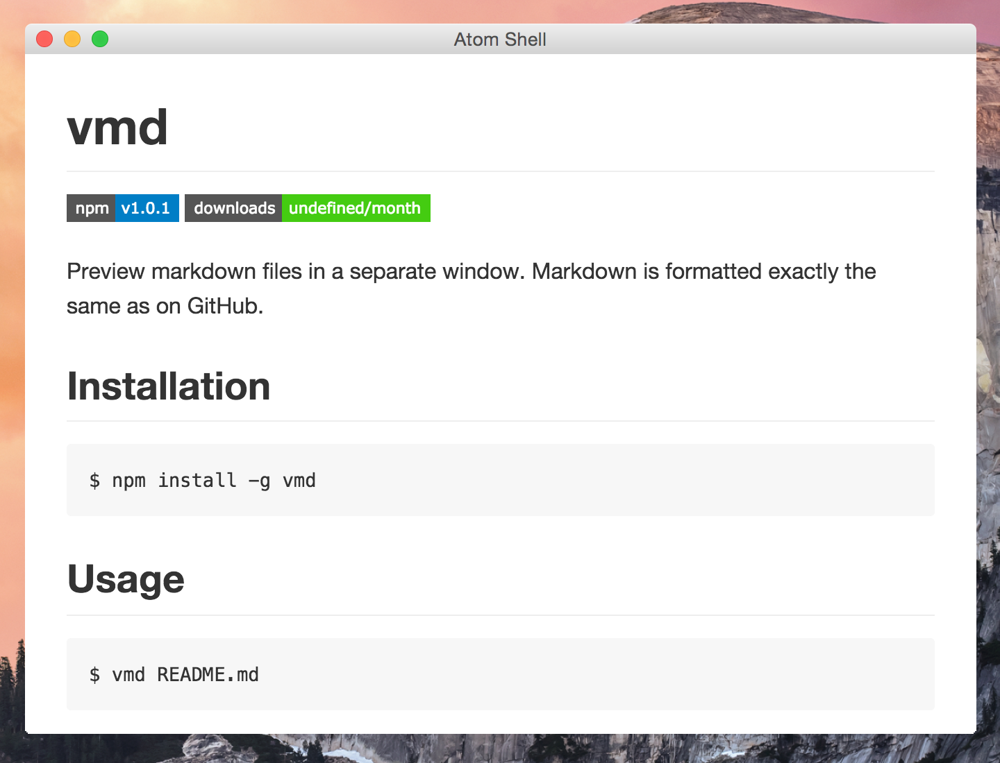 Atom Shell
vmd
npm v1.0.1 downloads undefined/month
Preview markdown files in a separate window. Markdown is formatted exactly the
same as on GitHub.
Installation
$ npm install -g vmd
Usage
$ vmd README.md